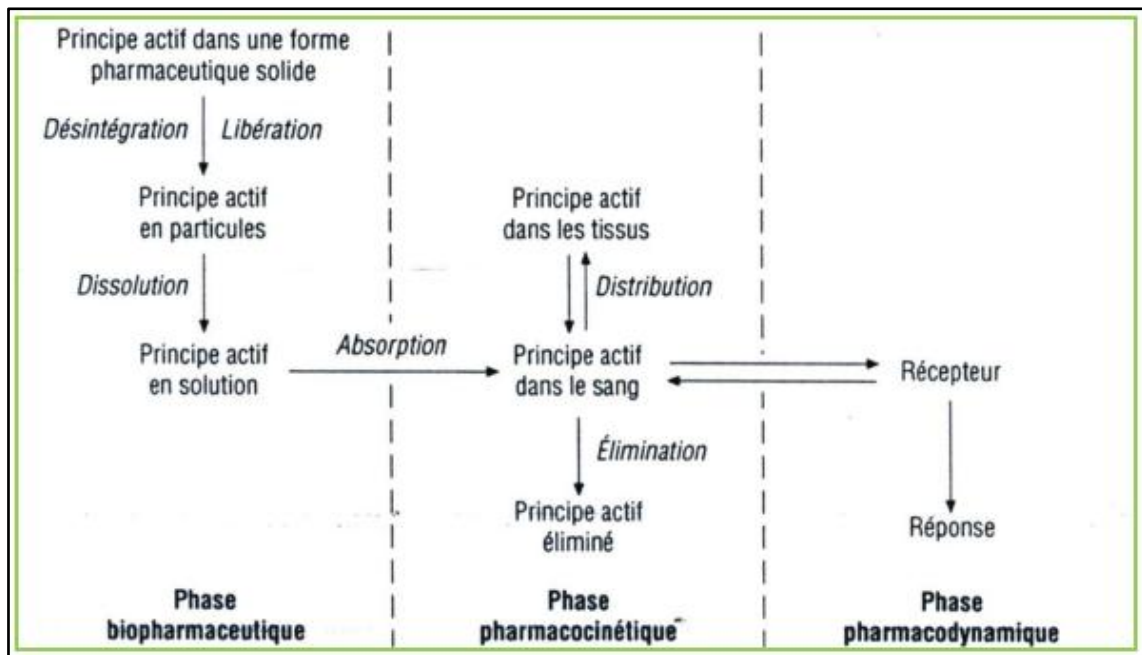 Principe actif dans une forme
pharmaceutique solide
Désintégration
Libération
Principe actif
en particules
Dissolution
Principe actif
en solution
Absorption
Principe actif
dans les tissus
Distribution
Principe actif
dans le sang
Élimination
Principe actif
éliminé
Récepteur
Réponse
Phase
biopharmaceutique
Phase
pharmacocinétique
Phase
pharmacodynamique